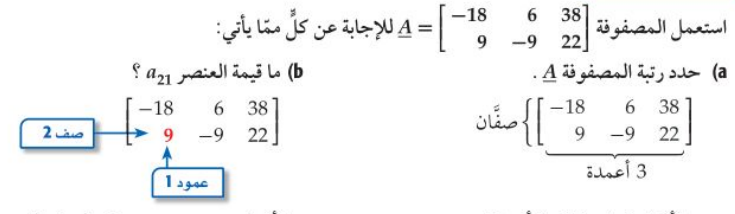 استعمل المصفوفة A = [ −18 6 38 ; 9 −9 22 ] للإجابة عن كلٍّ ممّا يأتي:
a) حدد رتبة المصفوفة A .
[ −18 6 38 ; 9 −9 22 ] } صفَّان
3 أعمدة
b) ما قيمة العنصر a21 ؟
[ −18 6 38 ; 9 −9 22 ]
صف 2
عمود 1